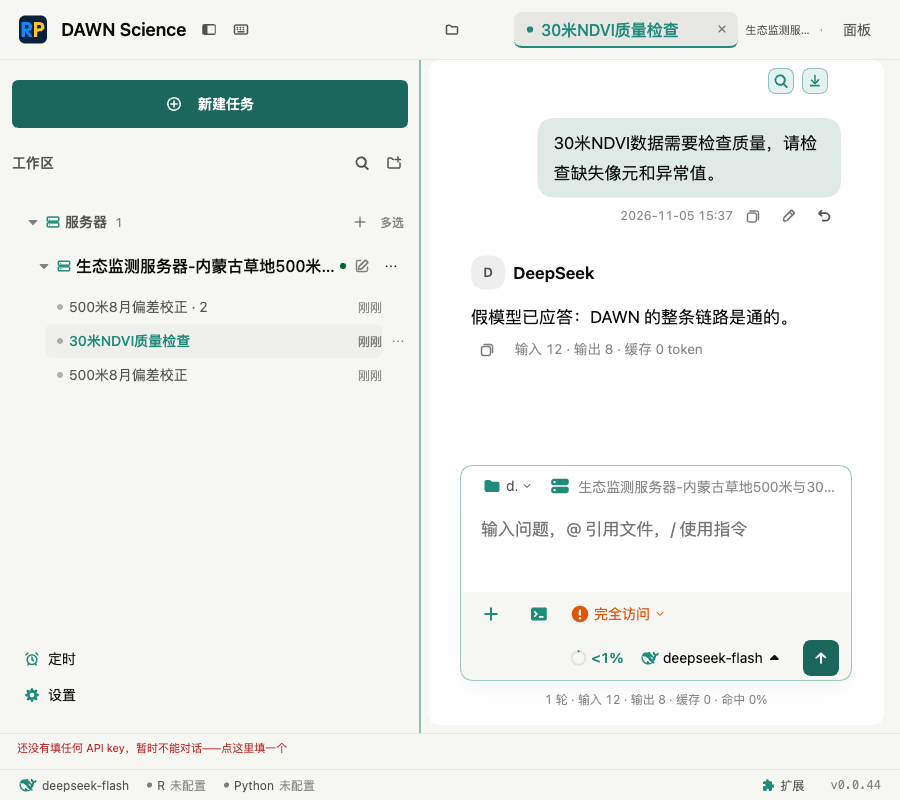 RP DAWN Science
30米NDVI质量检查 ×
生态监测服... ·
面板
新建任务
工作区
服务器 1
多选
生态监测服务器-内蒙古草地500米... ...
500米8月偏差校正 · 2 刚刚
30米NDVI质量检查 刚刚 ...
500米8月偏差校正 刚刚
定时
设置
30米NDVI数据需要检查质量，请检
查缺失像元和异常值。
2026-11-05 15:37
D DeepSeek
假模型已应答：DAWN 的整条链路是通的。
输入 12 · 输出 8 · 缓存 0 token
d. 生态监测服务器-内蒙古草地500米与30...
输入问题，@ 引用文件，/ 使用指令
完全访问
<1% deepseek-flash
1 轮 · 输入 12 · 输出 8 · 缓存 0 · 命中 0%
还没有填任何 API key，暂时不能对话——点这里填一个
deepseek-flash R 未配置 Python 未配置 扩展 v0.0.44